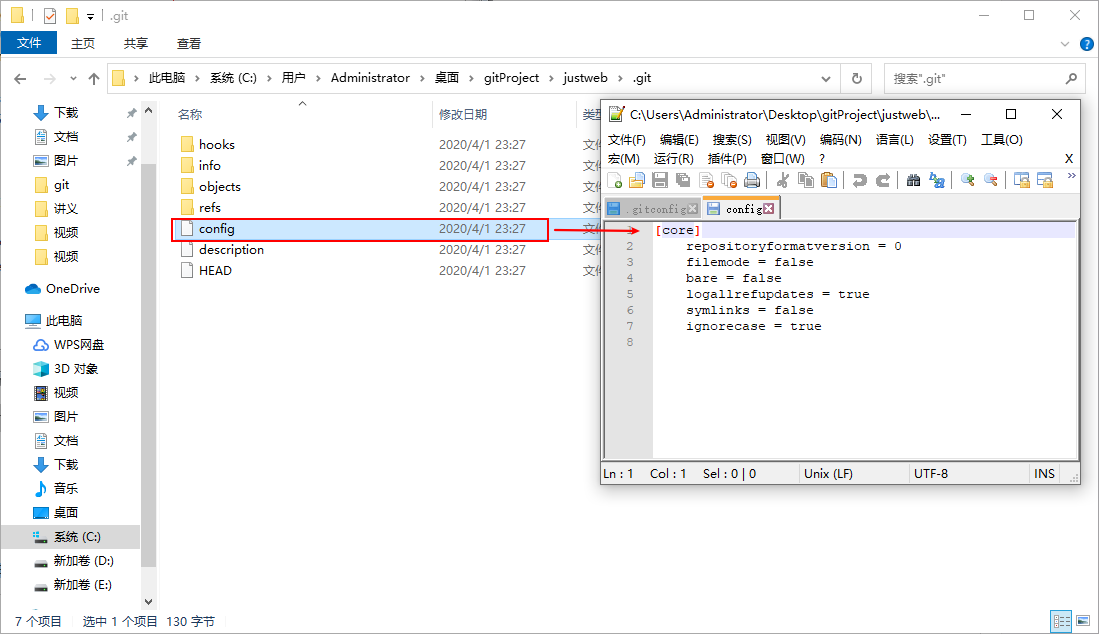 .git
文件 主页 共享 查看
此电脑 系统 (C:) 用户 Administrator 桌面 gitProject justweb .git
搜索".git"
下载
文档
图片
git
讲义
视频
视频
OneDrive
此电脑
WPS网盘
3D 对象
视频
图片
文档
下载
音乐
桌面
系统 (C:)
新加卷 (D:)
新加卷 (E:)
名称 修改日期 类型
hooks 2020/4/1 23:27 文件
info 2020/4/1 23:27 文件
objects 2020/4/1 23:27 文件
refs 2020/4/1 23:27 文件
config 2020/4/1 23:27 文件
description 2020/4/1 23:27 文件
HEAD 2020/4/1 23:27 文件
C:\Users\Administrator\Desktop\gitProject\justweb\...
文件(F) 编辑(E) 搜索(S) 视图(V) 编码(N) 语言(L) 设置(T) 工具(O)
宏(M) 运行(R) 插件(P) 窗口(W) ? X
.gitconfig config
1 [core]
2 repositoryformatversion = 0
3 filemode = false
4 bare = false
5 logallrefupdates = true
6 symlinks = false
7 ignorecase = true
8
Ln : 1 Col : 1 Sel : 0 | 0 Unix (LF) UTF-8 INS
7 个项目 选中 1 个项目 130 字节